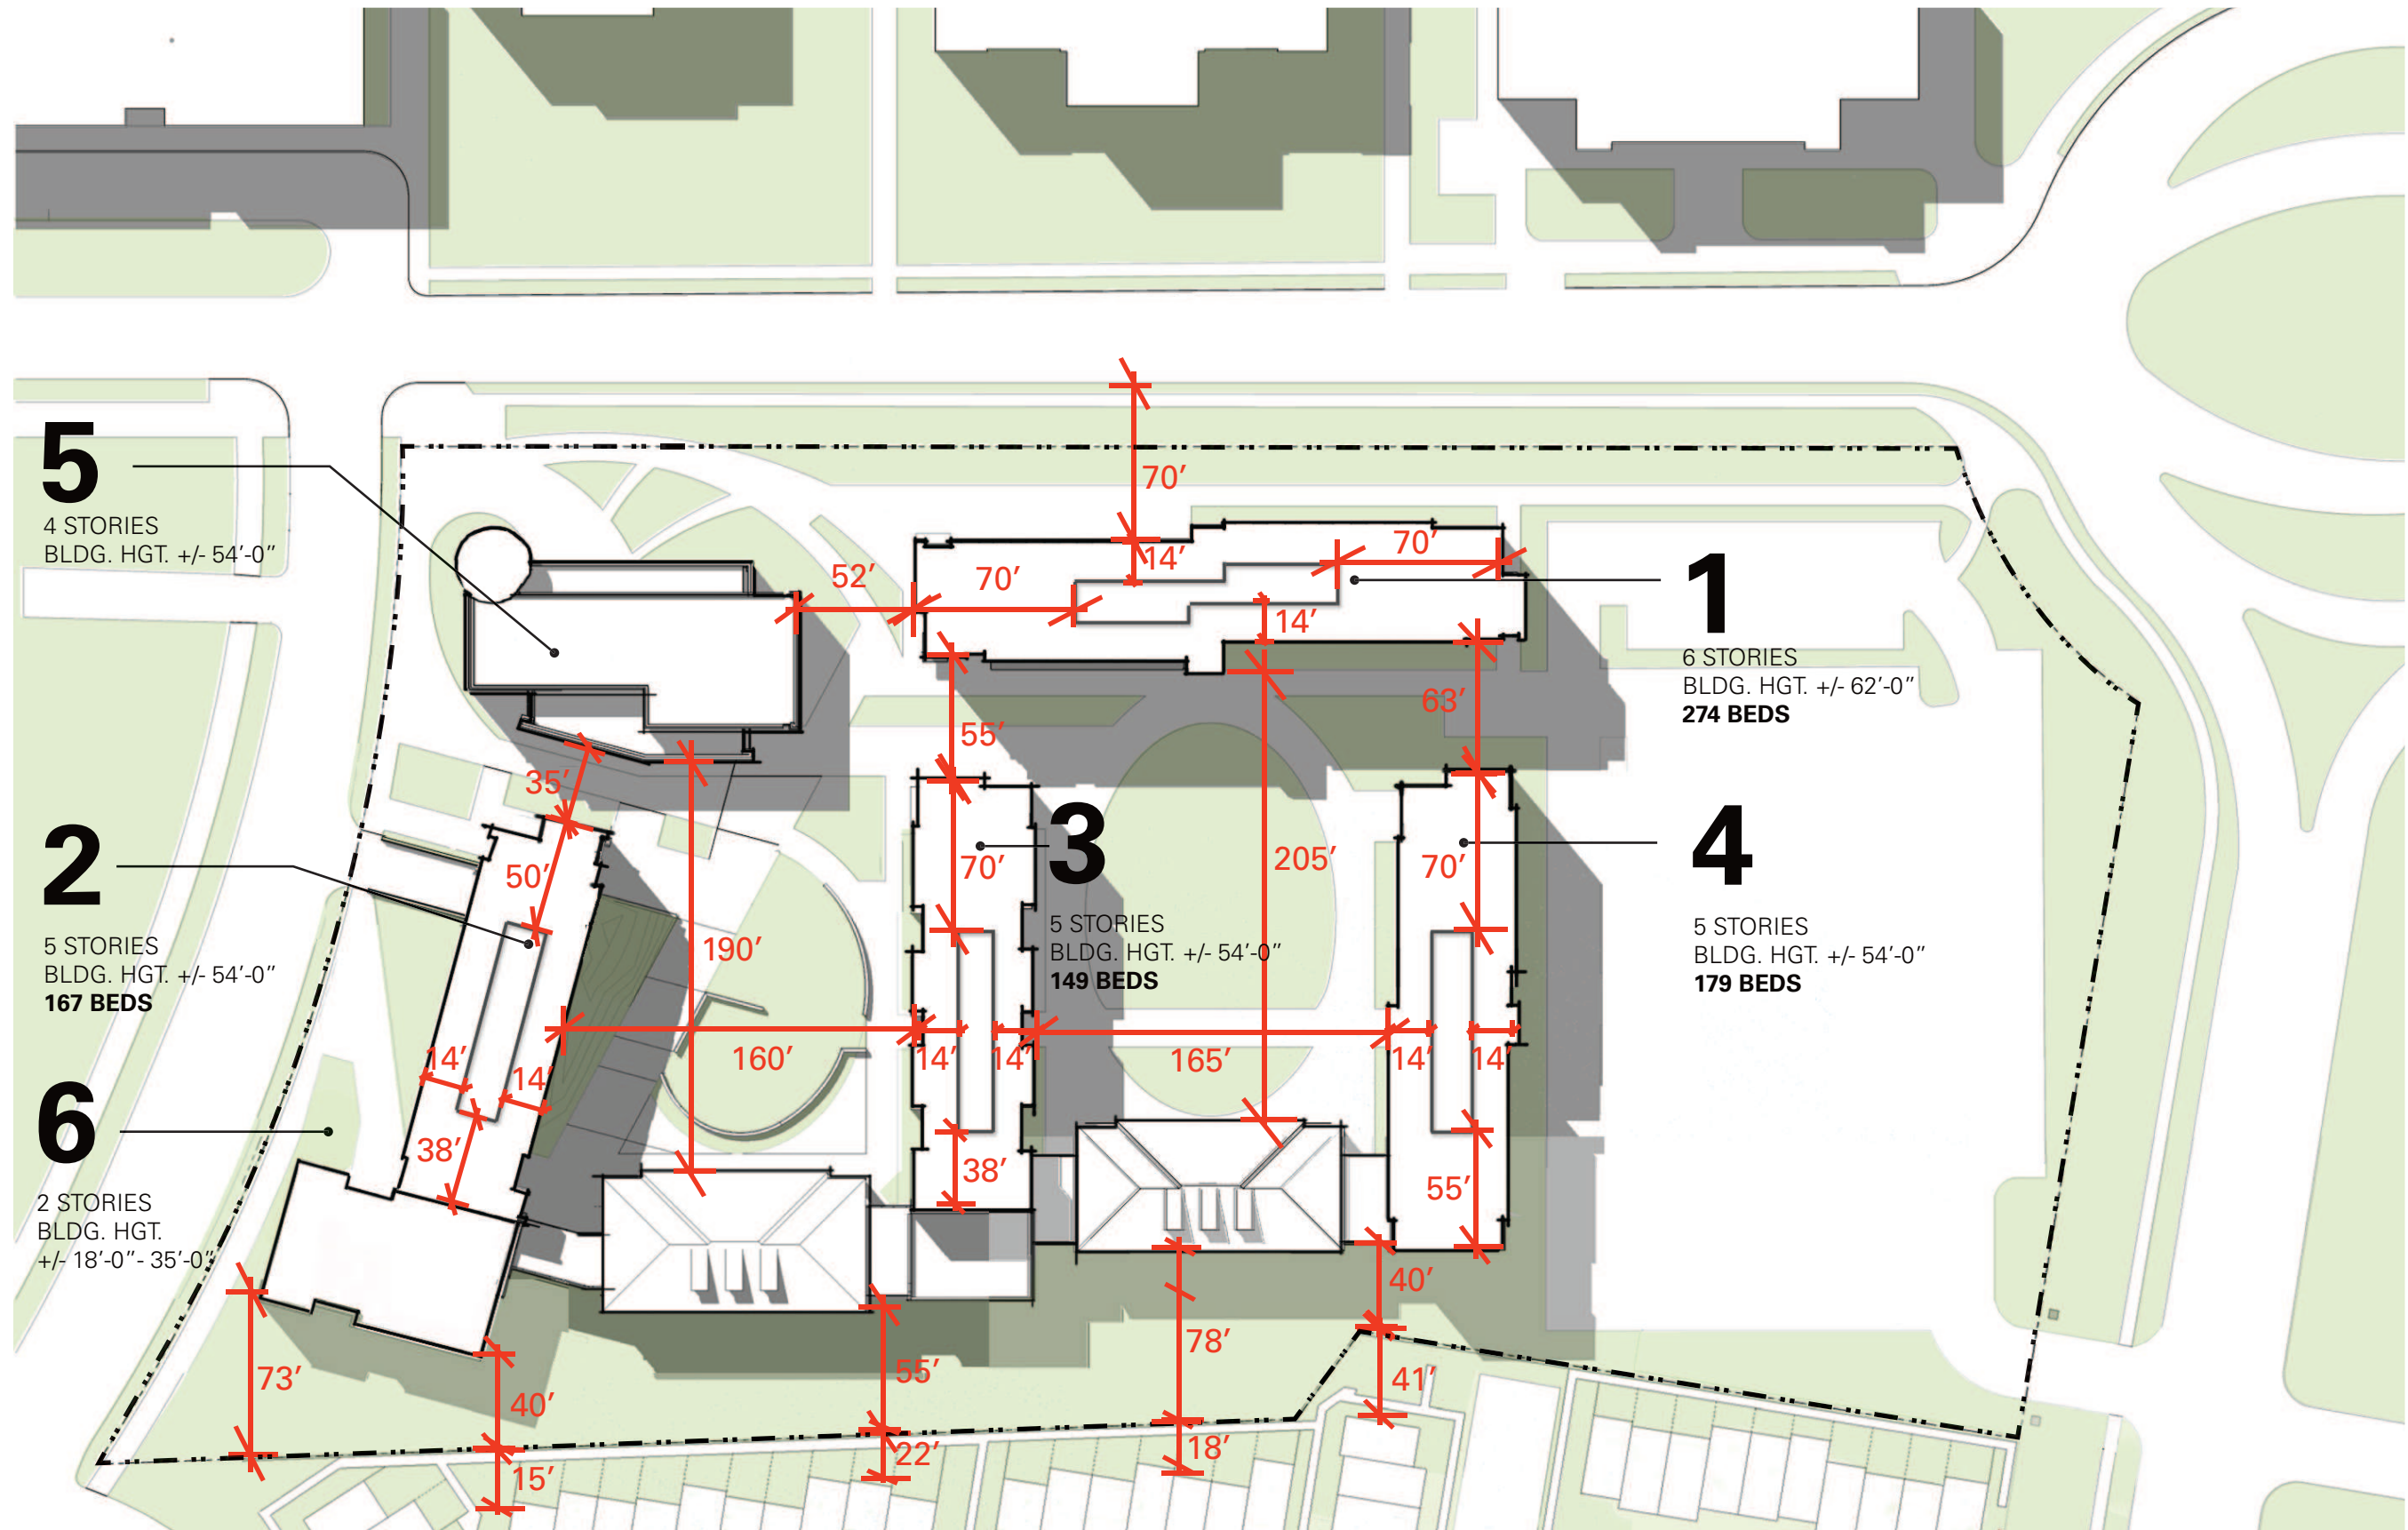 70’
5
4 STORIES
BLDG. HGT. +/- 54’-0”
52’
70’
14’
70’
14’
1
6 STORIES
BLDG. HGT. +/- 62’-0”
274 BEDS
55’
63’
35’
2
5 STORIES
BLDG. HGT. +/- 54’-0”
167 BEDS
50’
190’
3
70’
5 STORIES
BLDG. HGT. +/- 54’-0”
149 BEDS
205’
70’
4
5 STORIES
BLDG. HGT. +/- 54’-0”
179 BEDS
14’
14’
160’
14’
14’
165’
14’
14’
6
2 STORIES
BLDG. HGT.
+/- 18’-0”- 35’-0”
38’
38’
55’
73’
40’
15’
55’
22’
78’
18’
40’
41’